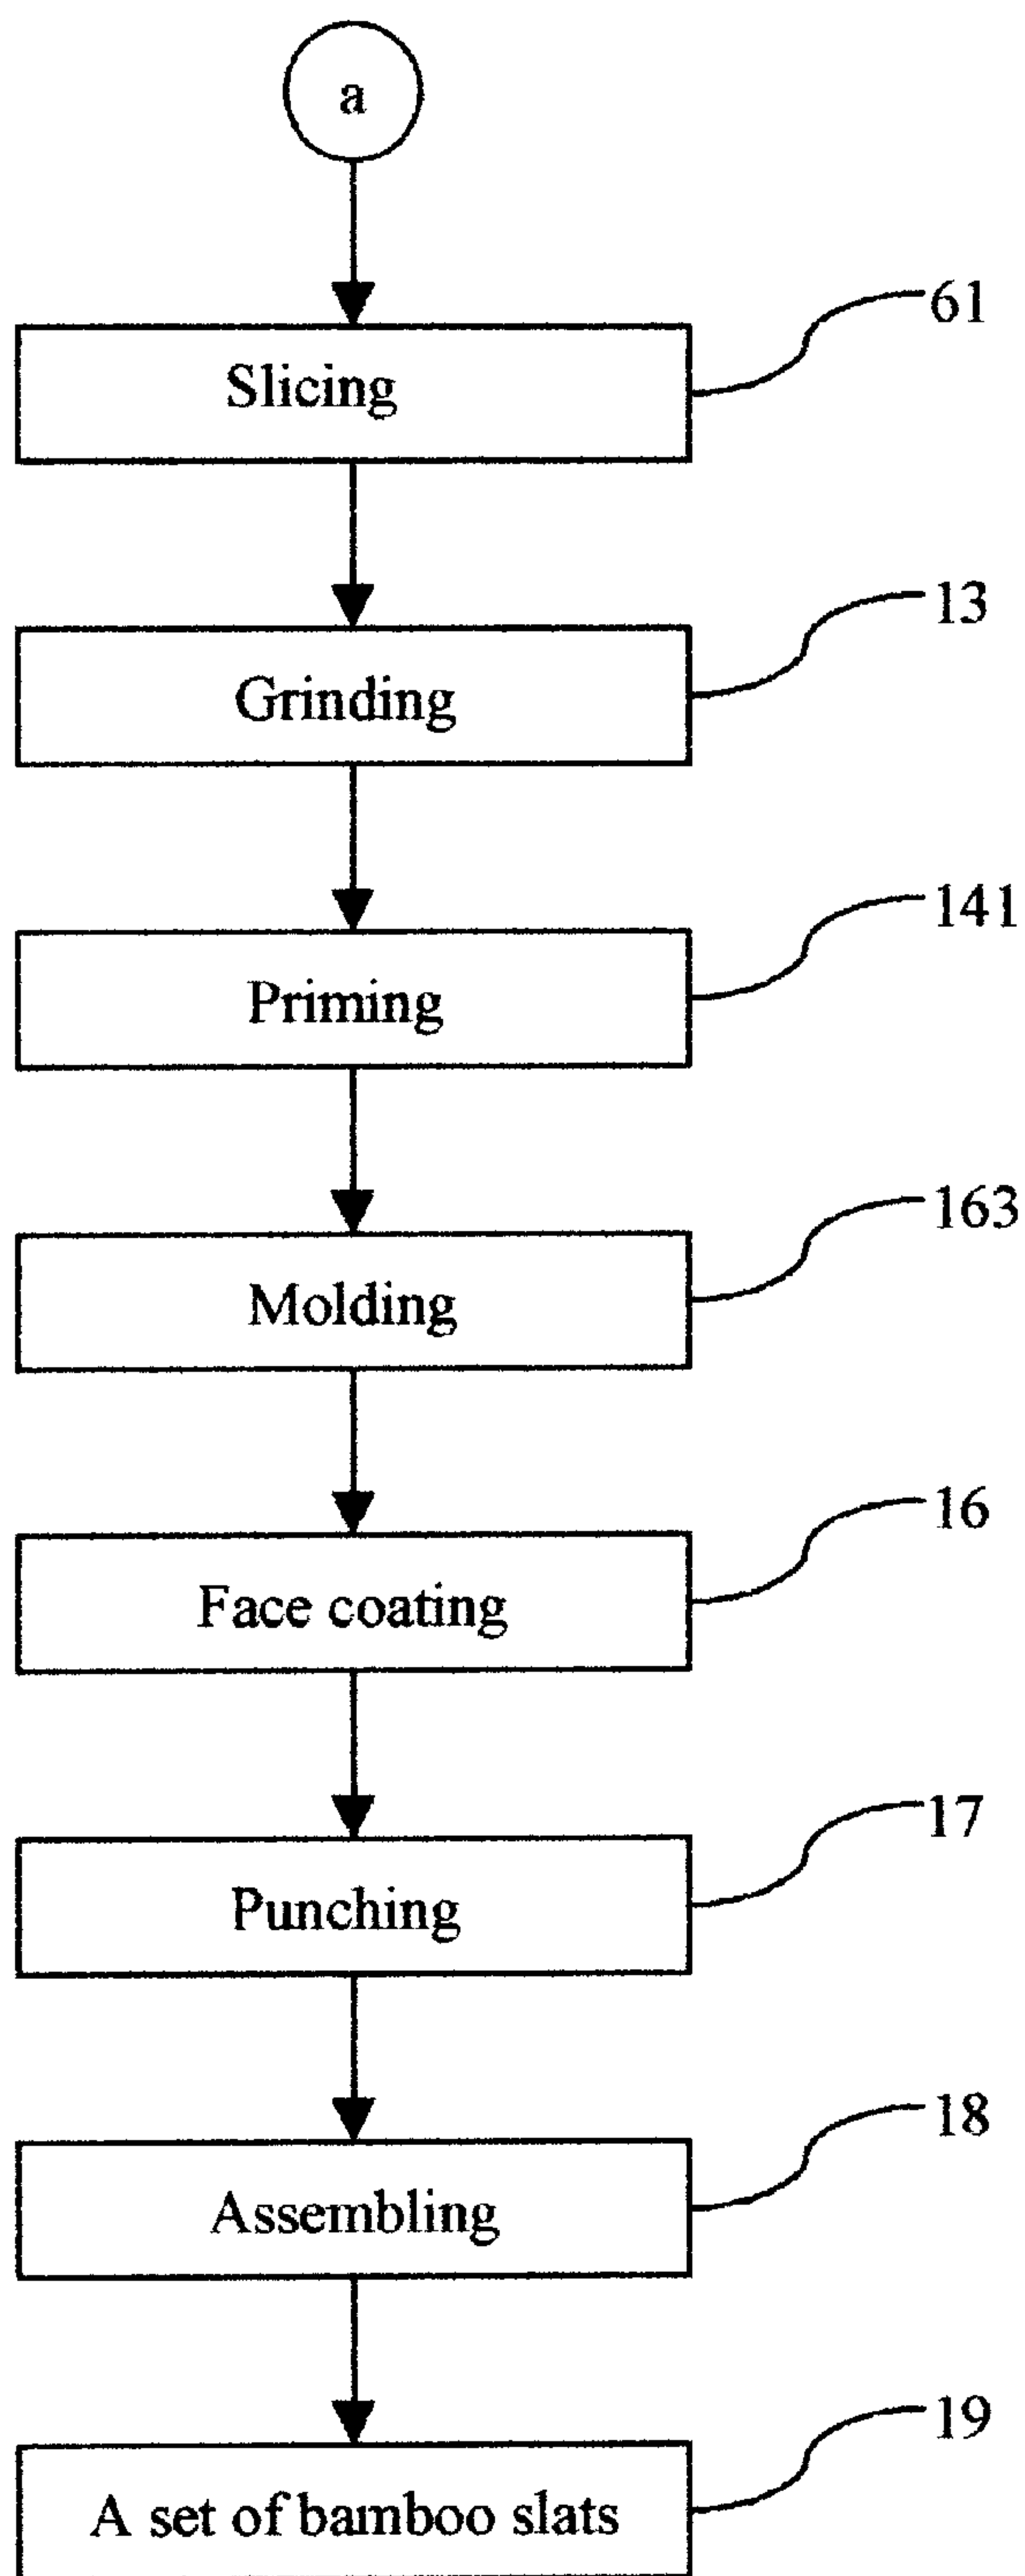 a
61
Slicing
13
Grinding
141
Priming
163
Molding
16
Face coating
17
Punching
18
Assembling
19
A set of bamboo slats